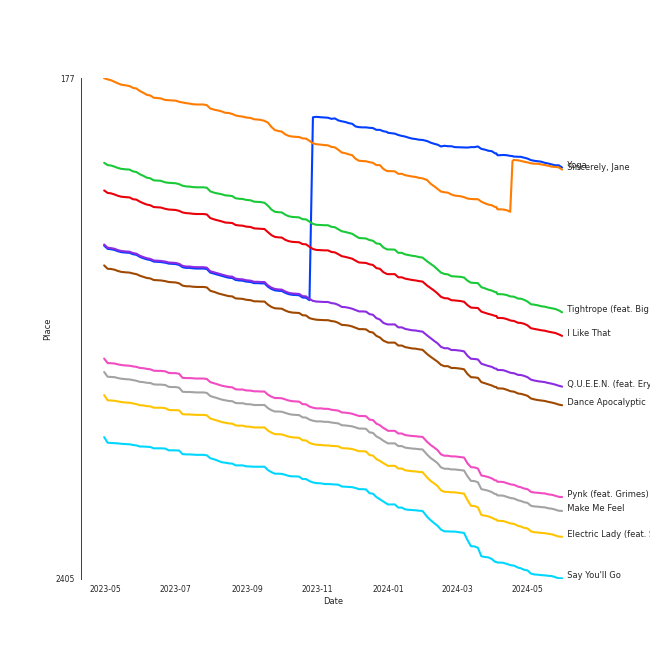 177
Yoga
Sincerely, Jane
Tightrope (feat. Big
I Like That
Place
Q.U.E.E.N. (feat. Ery
Dance Apocalyptic
Pynk (feat. Grimes)
Make Me Feel
Electric Lady (feat. S
Say You'll Go
2405
2023-05 2023-07 2023-09 2023-11 2024-01 2024-03 2024-05
Date